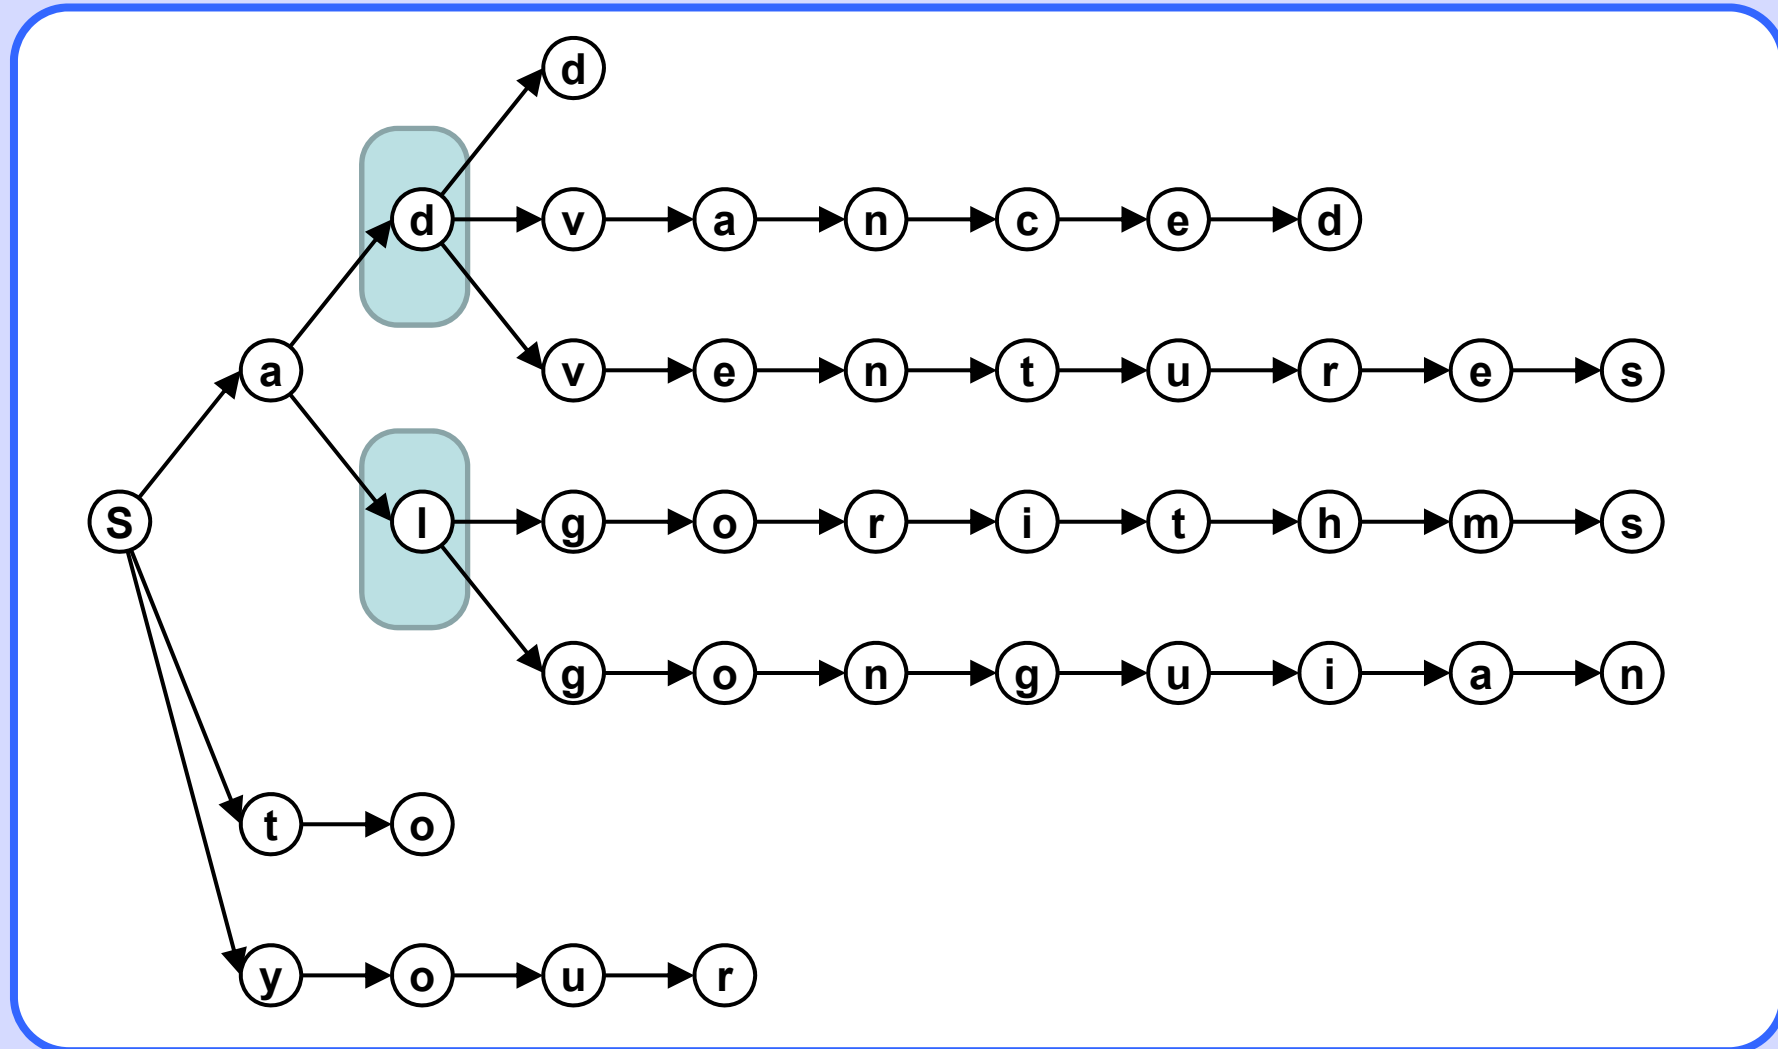 d
d v a n c e d
a v e n t u r e s
S l g o r i t h m s
g o n g u i a n
t o
y o u r